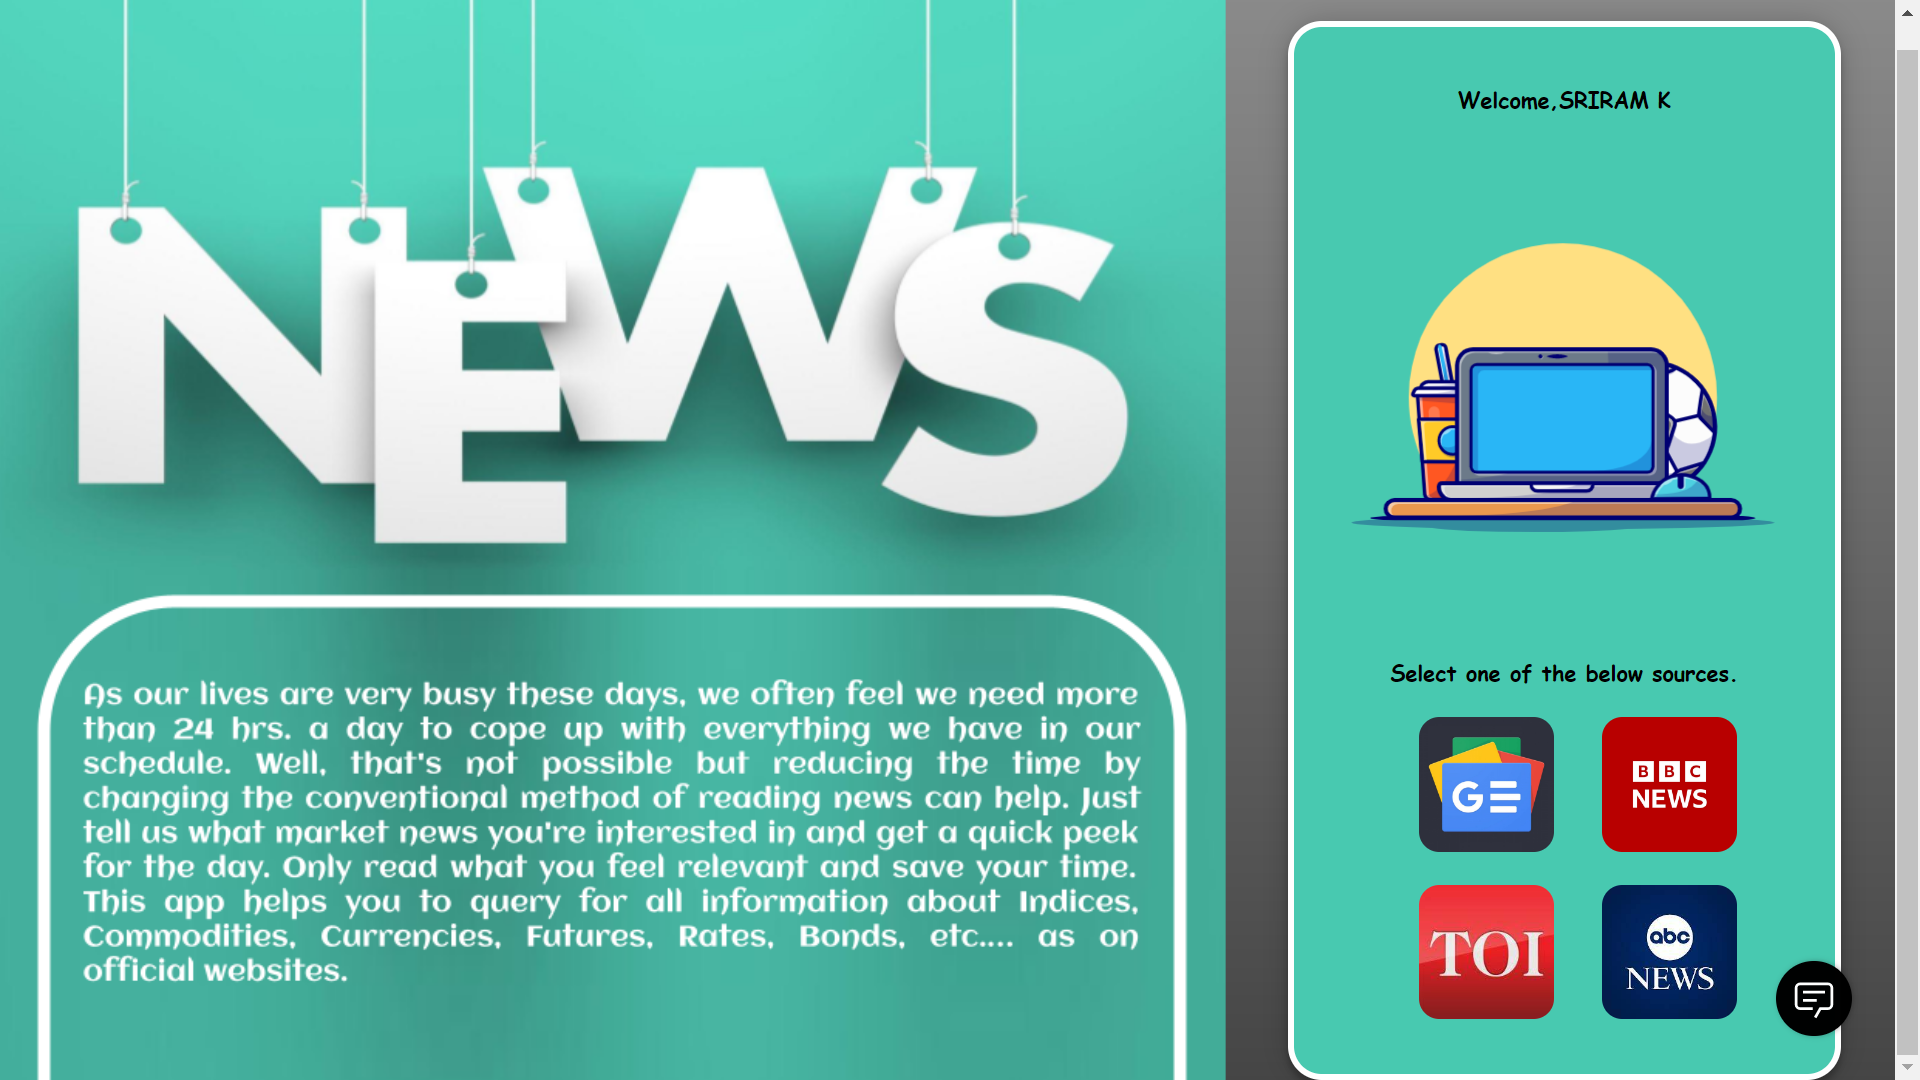 NEWS
As our lives are very busy these days, we often feel we need more
than 24 hrs. a day to cope up with everything we have in our
schedule. Well, that's not possible but reducing the time by
changing the conventional method of reading news can help. Just
tell us what market news you're interested in and get a quick peek
for the day. Only read what you feel relevant and save your time.
This app helps you to query for all information about Indices,
Commodities, Currencies, Futures, Rates, Bonds, etc.... as on
official websites.
Welcome,SRIRAM K
Select one of the below sources.
G
BBC
NEWS
TOI
abc
NEWS